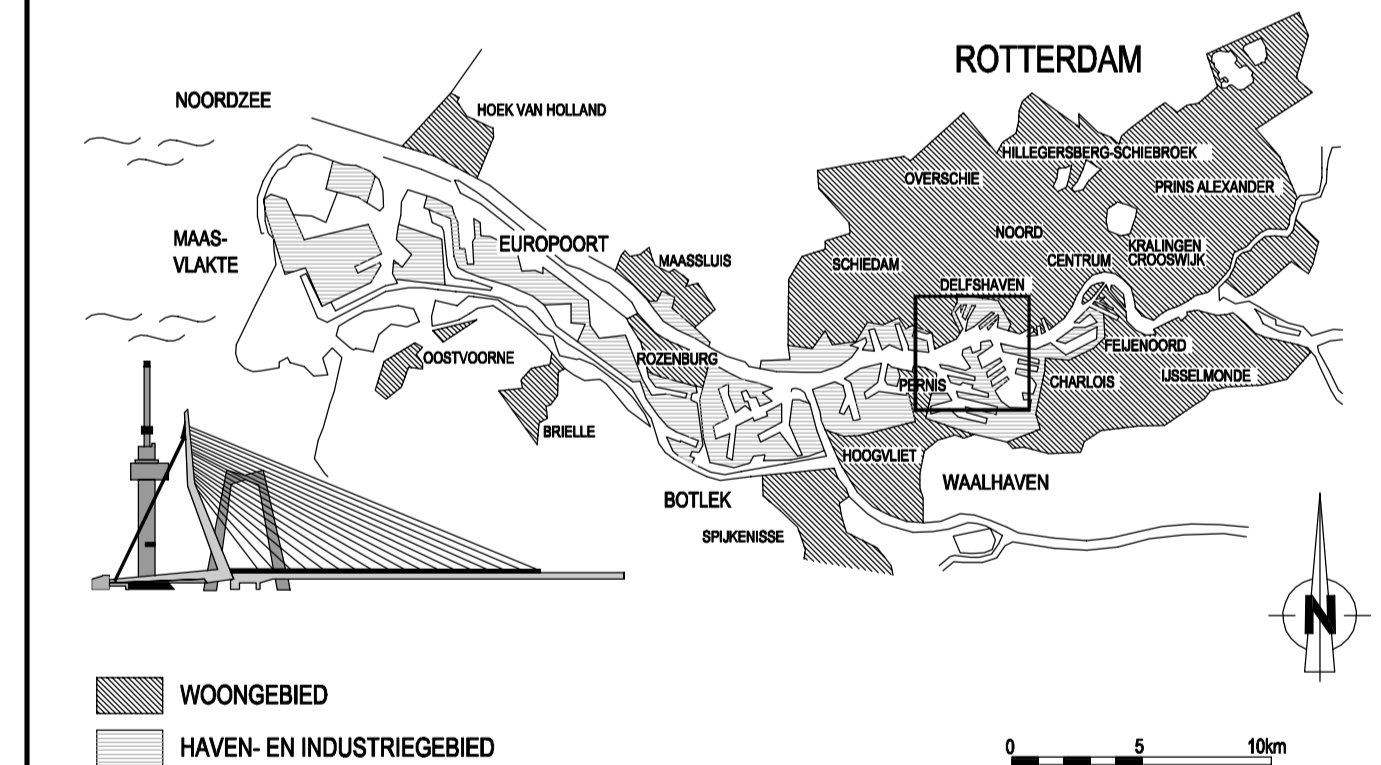 ROTTERDAM
NOORDZEE
HOEK VAN HOLLAND
HILLEGERSBERG-SCHIEBROEK
OVERSCHIE
PRINS ALEXANDER
MAAS-
VLAKTE
EUROPOORT
NOORD
KRALINGEN
CROOSWIJK
MAASSLUIS
SCHIEDAM
CENTRUM
DELFSHAVEN
OOSTVOORNE
ROZENBURG
FEIJENOORD
PERNIS
CHARLOIS
IJSSELMONDE
BRIELLE
HOOGVLIET
WAALHAVEN
BOTLEK
SPIJKENISSE
N
WOONGEBIED
HAVEN- EN INDUSTRIEGEBIED
0 5 10km